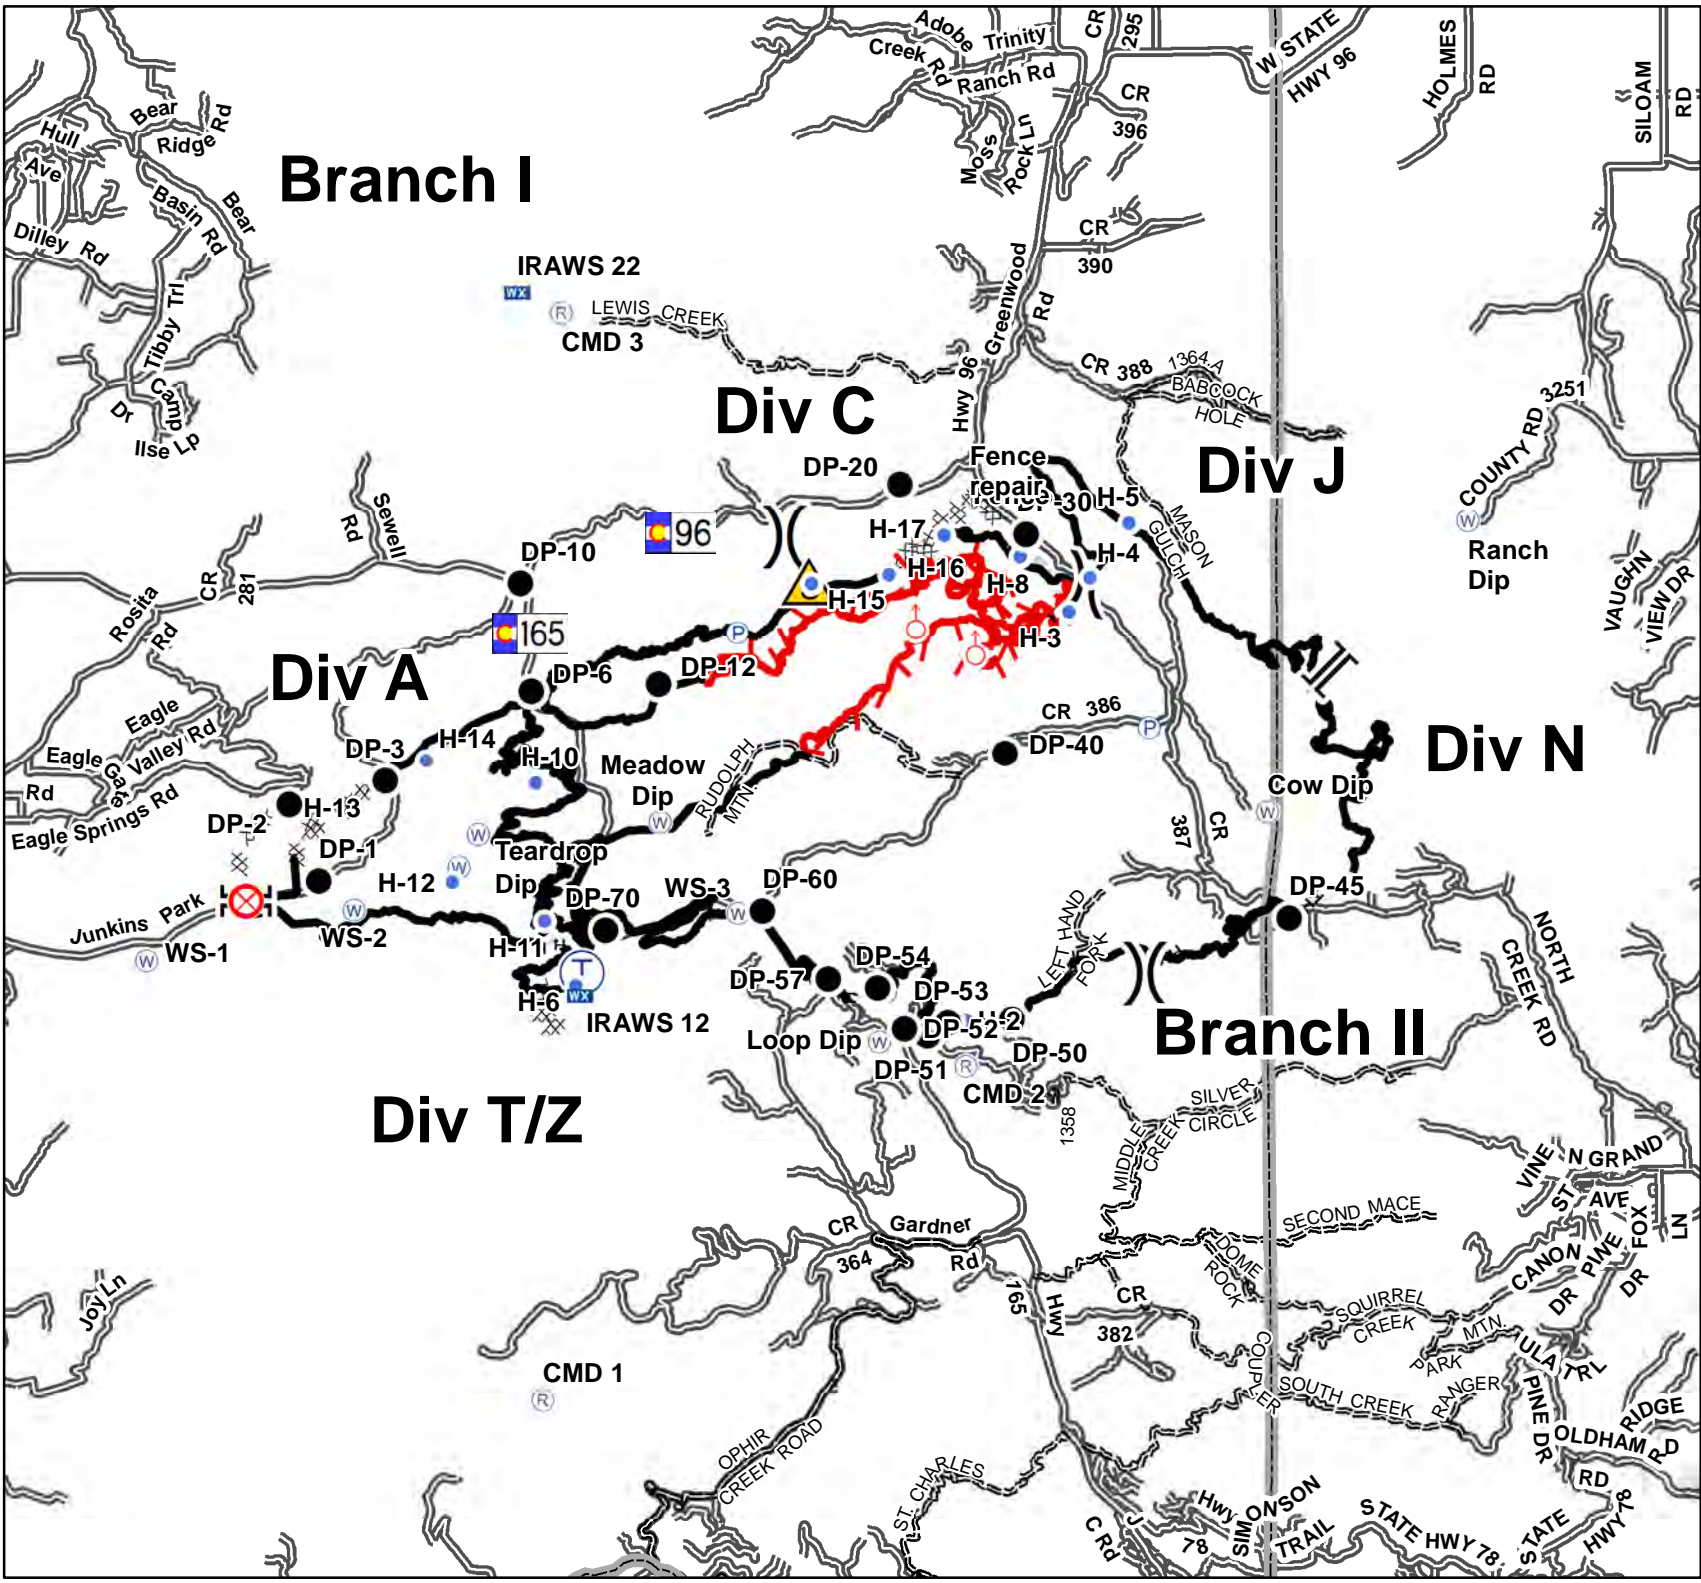 Adobe
Creek Rd
Trinity
Ranch Rd
CR
295
W STATE
HWY 96
HOLMES
RD
SILOAM
RD
CR
396
Moss
Rock Ln
Bear
Ridge Rd
Hull
Ave
Basin Rd
Bear
Dilley Rd
Tibby Trl
Camp
Dr
Ilse Lp
Branch I
IRAWS 22
WX
R
LEWIS CREEK
CMD 3
CR
390
Greenwood
Rd
Hwy 96
CR 388
1364.A
BABCOCK
HOLE
Div C
Div J
COUNTY RD 3251
W
Ranch
Dip
VAUGHN
VIEW DR
DP-20
Fence
repair
DP-30
H-5
MASON
GULCH
H-17
H-4
H-16
H-8
H-15
H-3
96
Sewell
Rd
DP-10
165
CR
281
Rosita
Rd
Div A
DP-6
P
DP-12
Eagle
Valley Rd
Eagle
Gate
Rd
Eagle Springs Rd
DP-3
H-14
H-10
Meadow
Dip
W
RUDOLPH
MTN.
CR 386
P
DP-40
Div N
Cow Dip
W
CR
387
DP-2
H-13
DP-1
W
Teardrop
Dip
W
H-12
DP-70
WS-3
W
DP-60
DP-45
Junkins Park
W
WS-1
W
WS-2
H-11
T
WX
H-6
IRAWS 12
DP-57
DP-54
DP-53
LEFT HAND
FORK
NORTH
CREEK RD
Loop Dip
W
DP-52
H-2
DP-51
DP-50
R
CMD 2
Branch II
Div T/Z
1358
SILVER
CIRCLE
MIDDLE
CREEK
VINE
ST
N GRAND
AVE
FOX
LN
CANON
DR
PINE
DR
SECOND MACE
DOME
ROCK
CR
364
Gardner
Rd
765
Hwy
CR
382
SQUIRREL
CREEK
MTN.
PARK
ULA TRL
Joy Ln
CMD 1
R
COUPLER
SOUTH CREEK
RANGER
PINE DR
RIDGE
RD
OLDHAM
RD
OPHIR
CREEK ROAD
ST. CHARLES
C Rd
J
Hwy
78
SIMONSON
TRAIL
STATE HWY 78
STATE
HWY 78